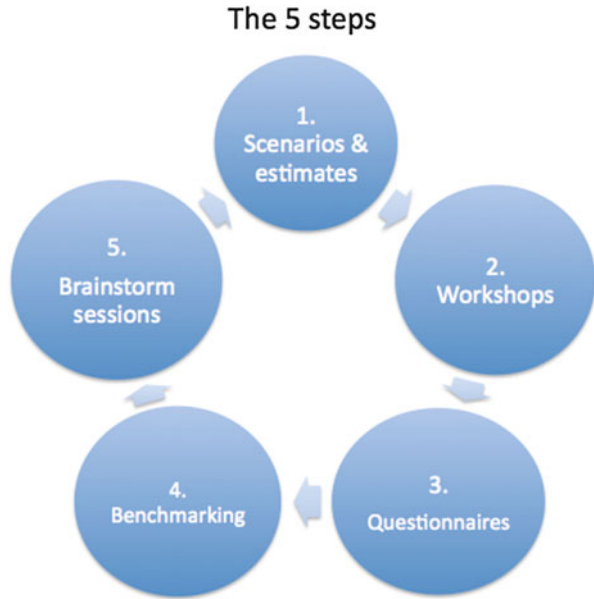 The 5 steps
1.
Scenarios &
estimates
2.
Workshops
3.
Questionnaires
4.
Benchmarking
5.
Brainstorm
sessions